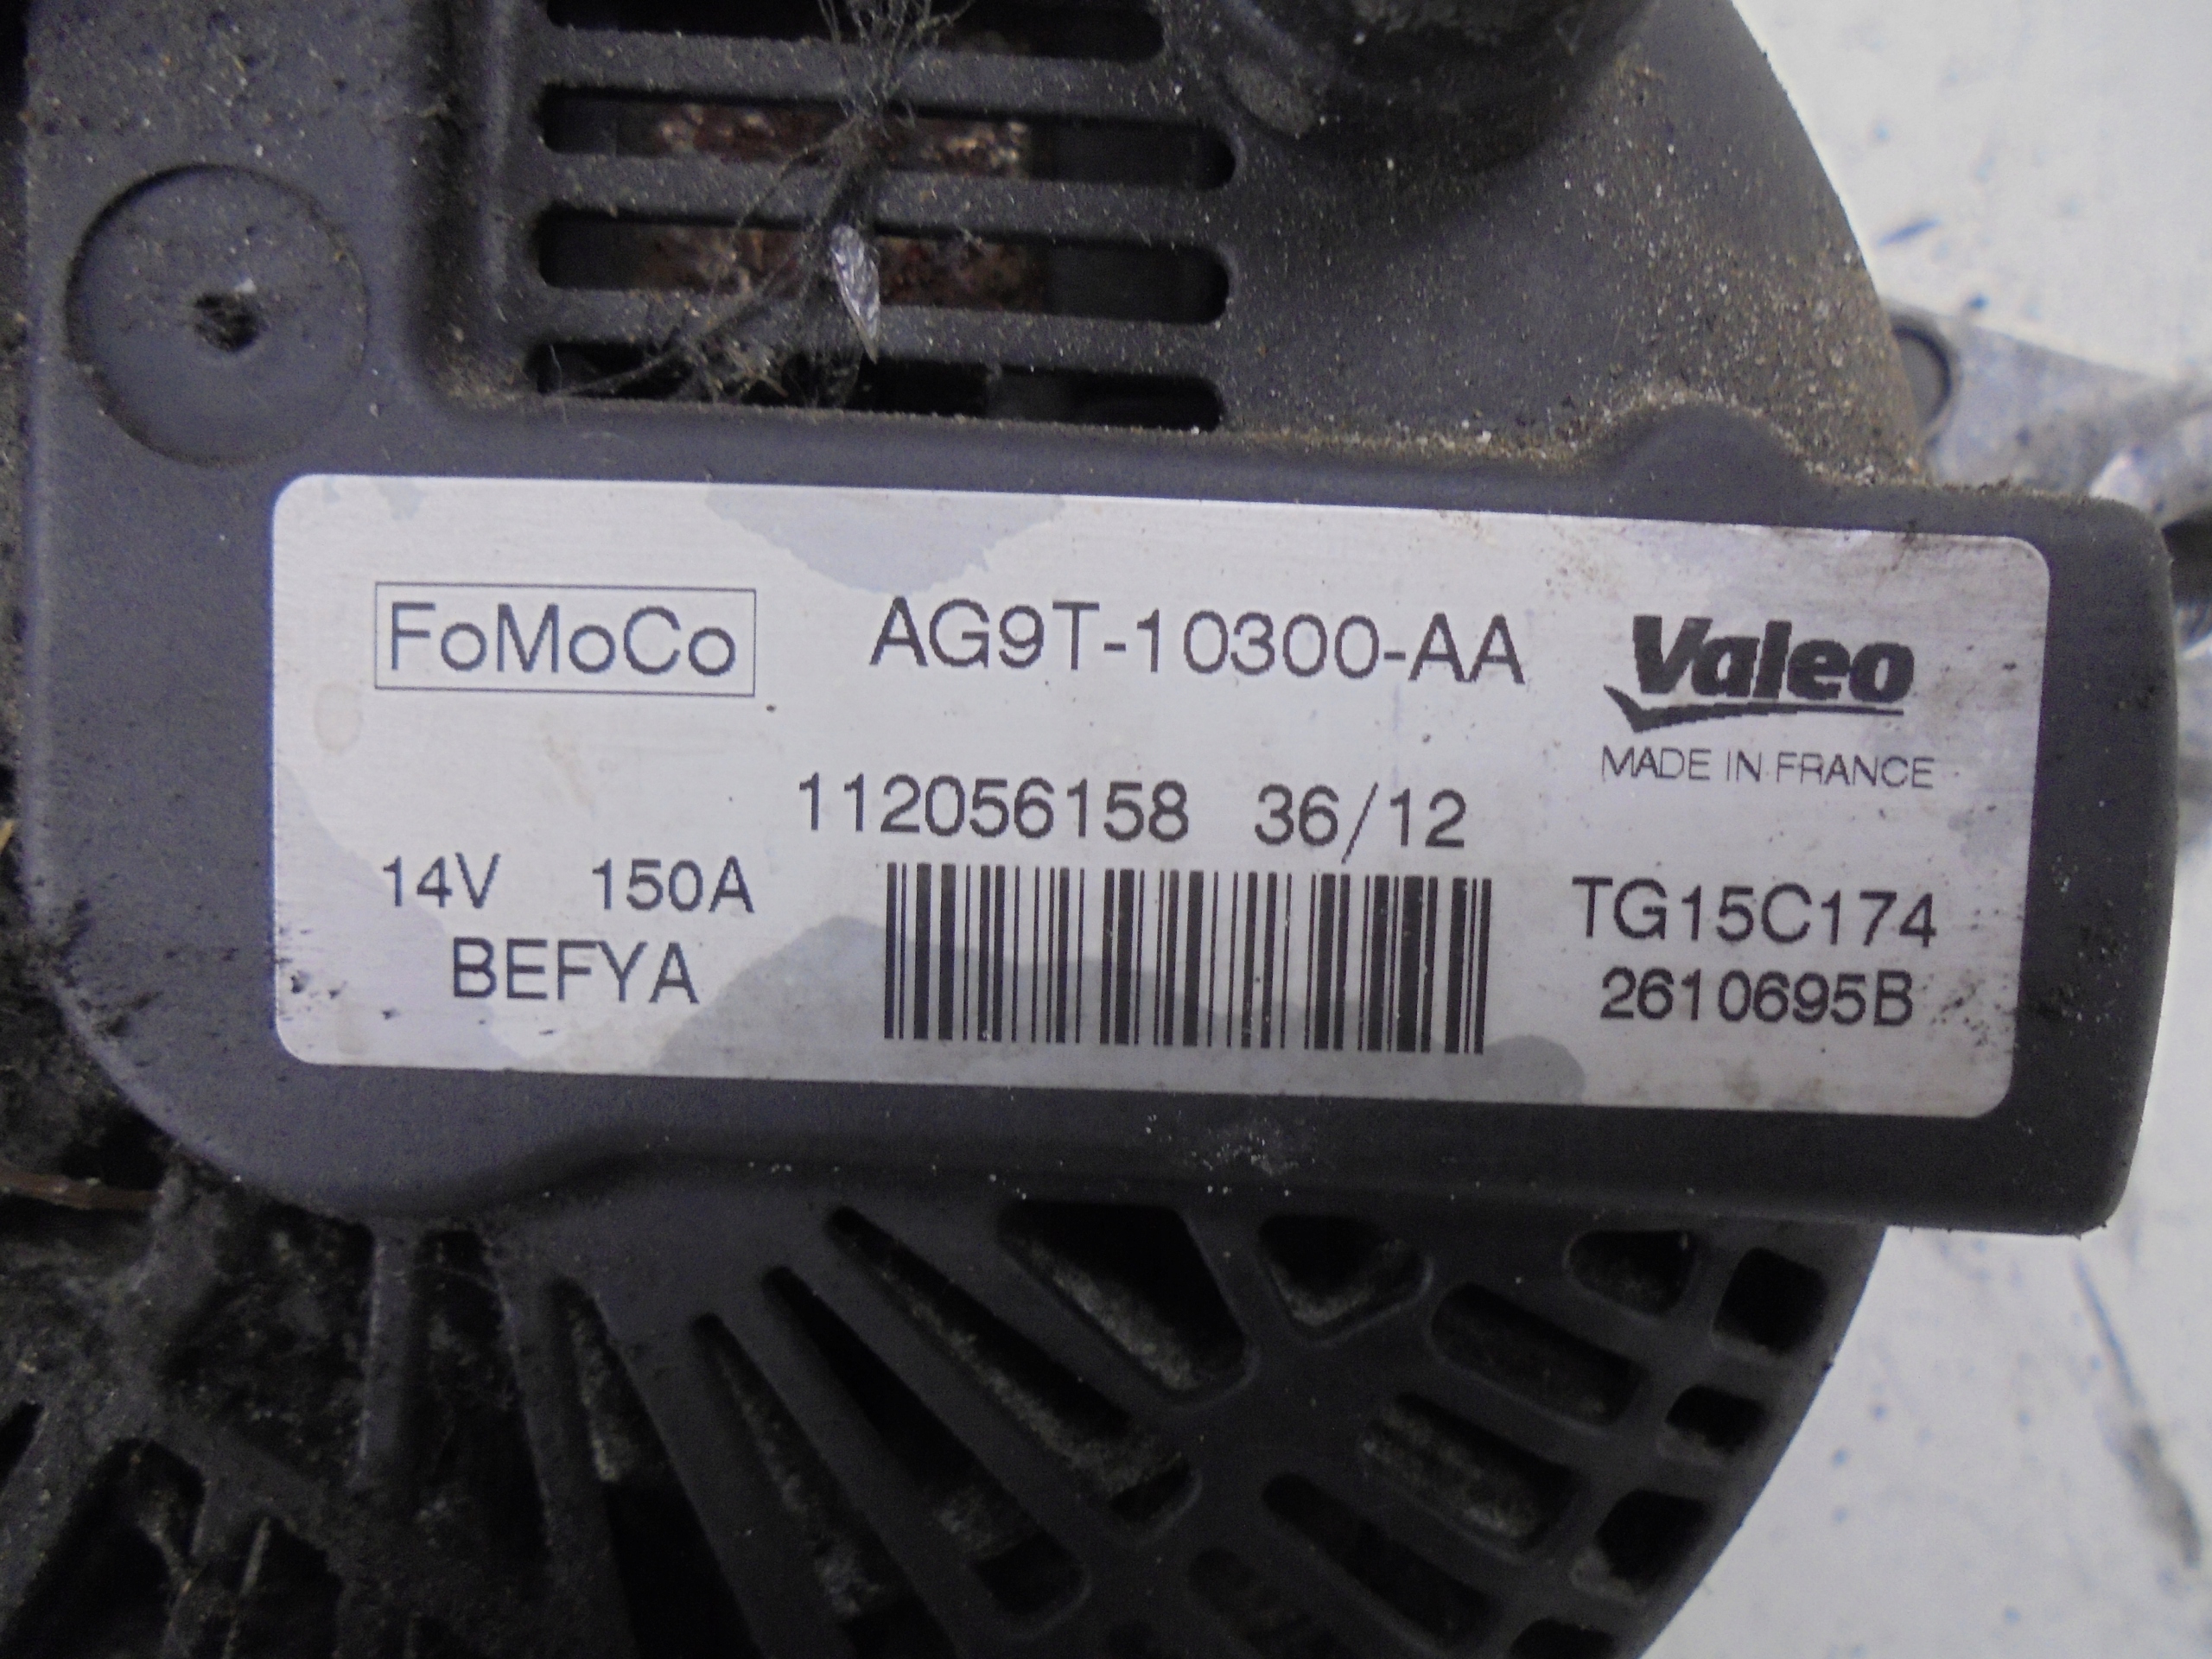 FoMoCo AG9T-10300-AA Valeo
MADE IN FRANCE
112056158 36/12
14V 150A TG15C174
BEFYA 2610695B